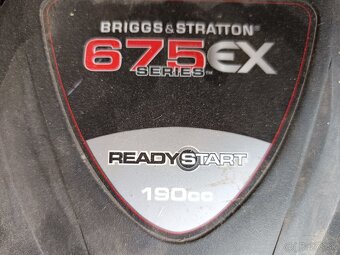 BRIGGS & STRATTON
675EX
SERIES™
READYSTART
190cc